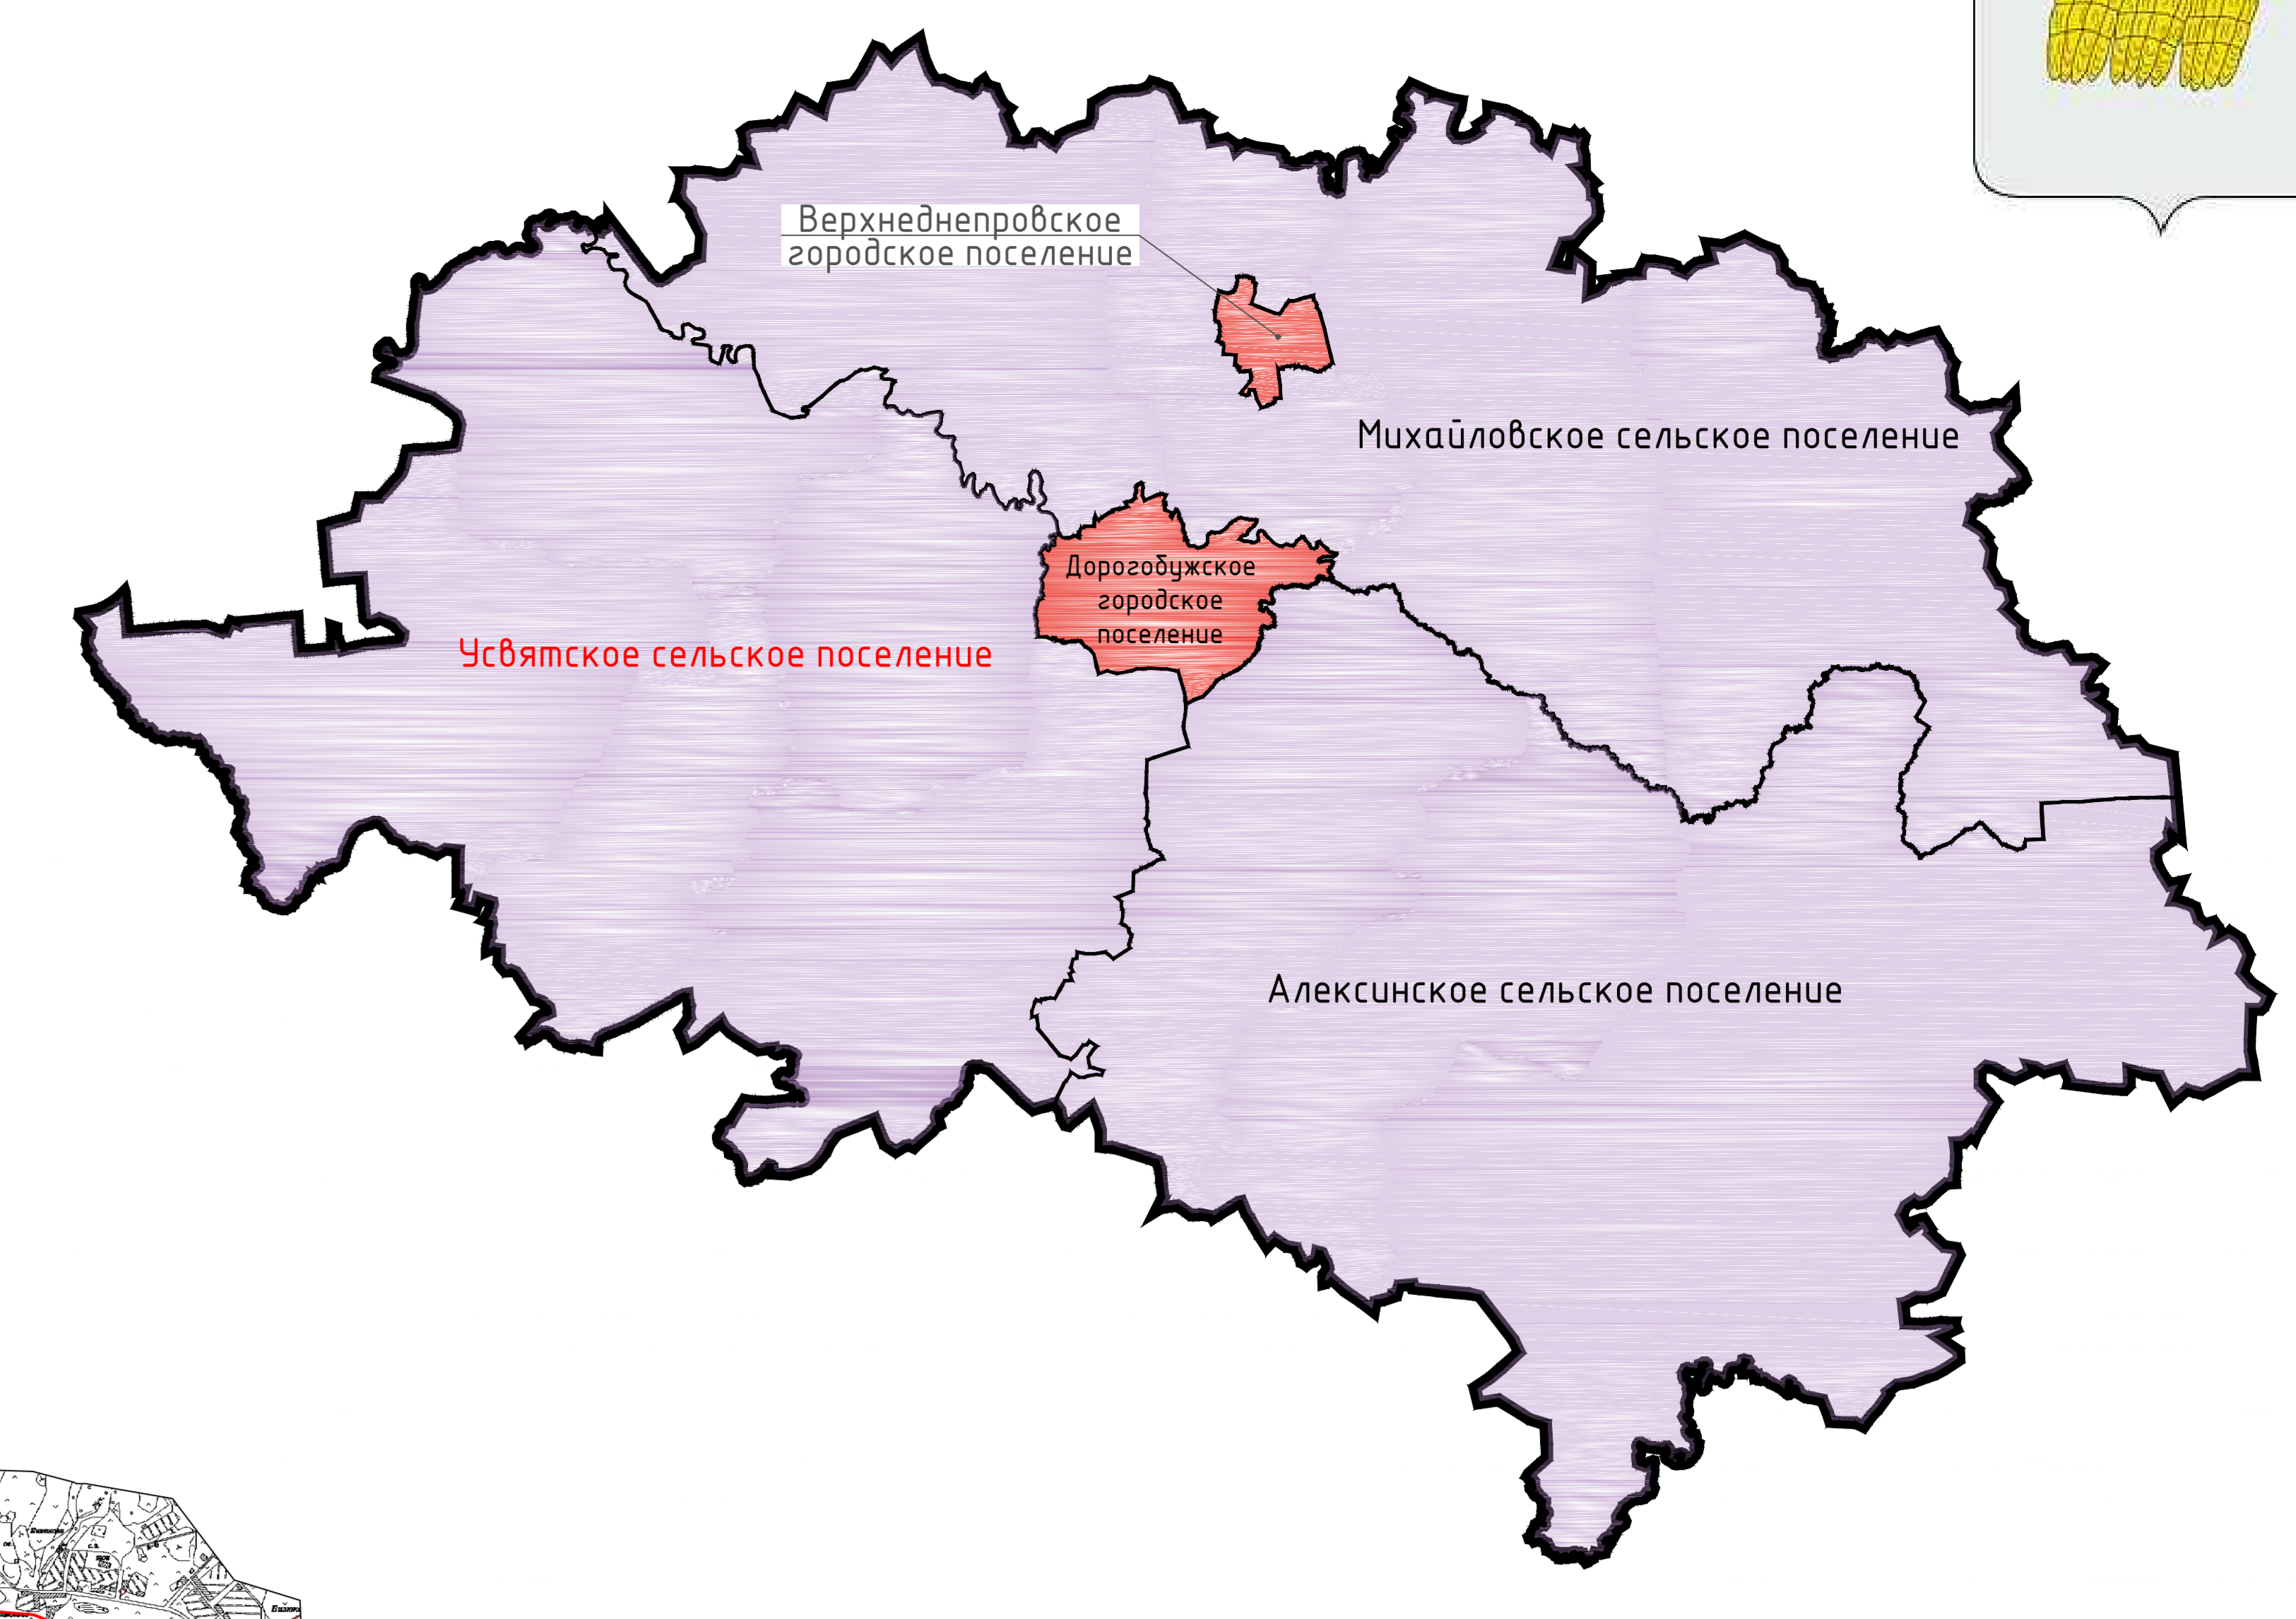 Верхнеднепровское
городское поселение
Михайловское сельское поселение
Дорогобужское
городское
поселение
Усвятское сельское поселение
Алексинское сельское поселение